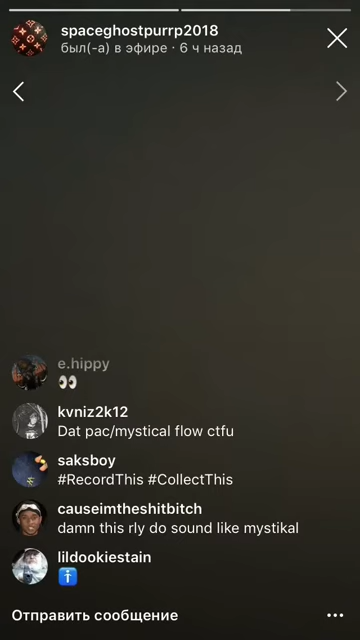 spaceghostpurrp2018
был(-а) в эфире · 6 ч назад
e.hippy
👀
kvniz2k12
Dat pac/mystical flow ctfu
saksboy
#RecordThis #CollectThis
causeimtheshitbitch
damn this rly do sound like mystikal
lildookiestain
Отправить сообщение